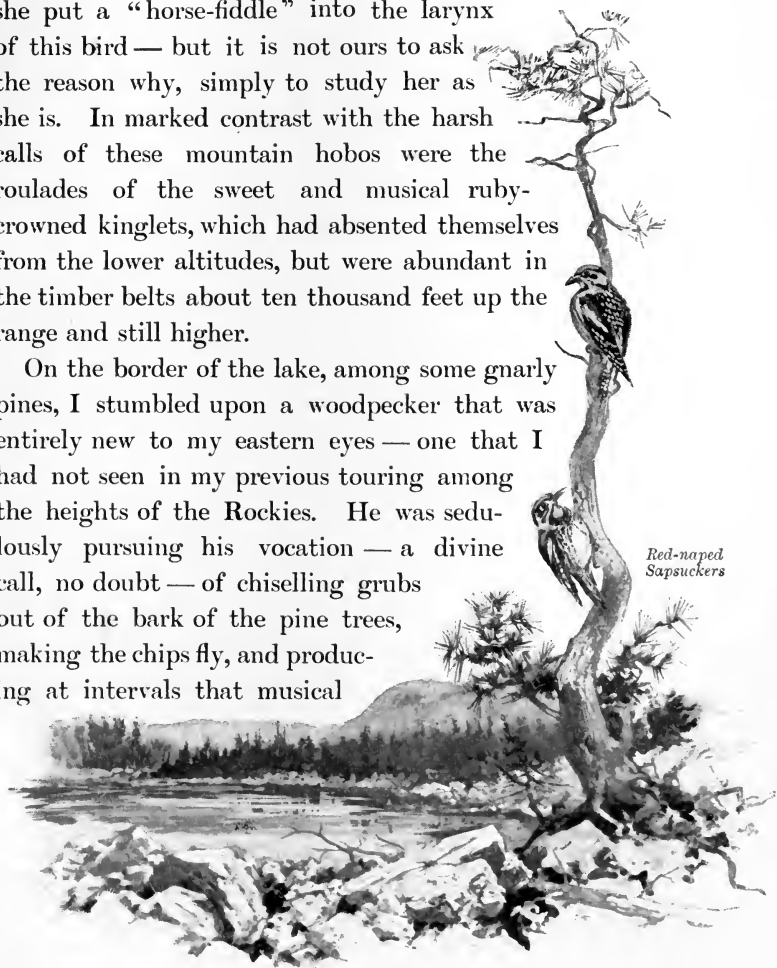 she put a “horse-fiddle” into the larynx
of this bird — but it is not ours to ask
the reason why, simply to study her as
she is. In marked contrast with the harsh
calls of these mountain hobos were the
roulades of the sweet and musical ruby-
crowned kinglets, which had absented themselves
from the lower altitudes, but were abundant in
the timber belts about ten thousand feet up the
range and still higher.
On the border of the lake, among some gnarly
pines, I stumbled upon a woodpecker that was
entirely new to my eastern eyes — one that I
had not seen in my previous touring among
the heights of the Rockies. He was sedu-
lously pursuing his vocation — a divine
call, no doubt — of chiselling grubs
out of the bark of the pine trees,
making the chips fly, and produc-
ing at intervals that musical
Red-naped
Sapsuckers